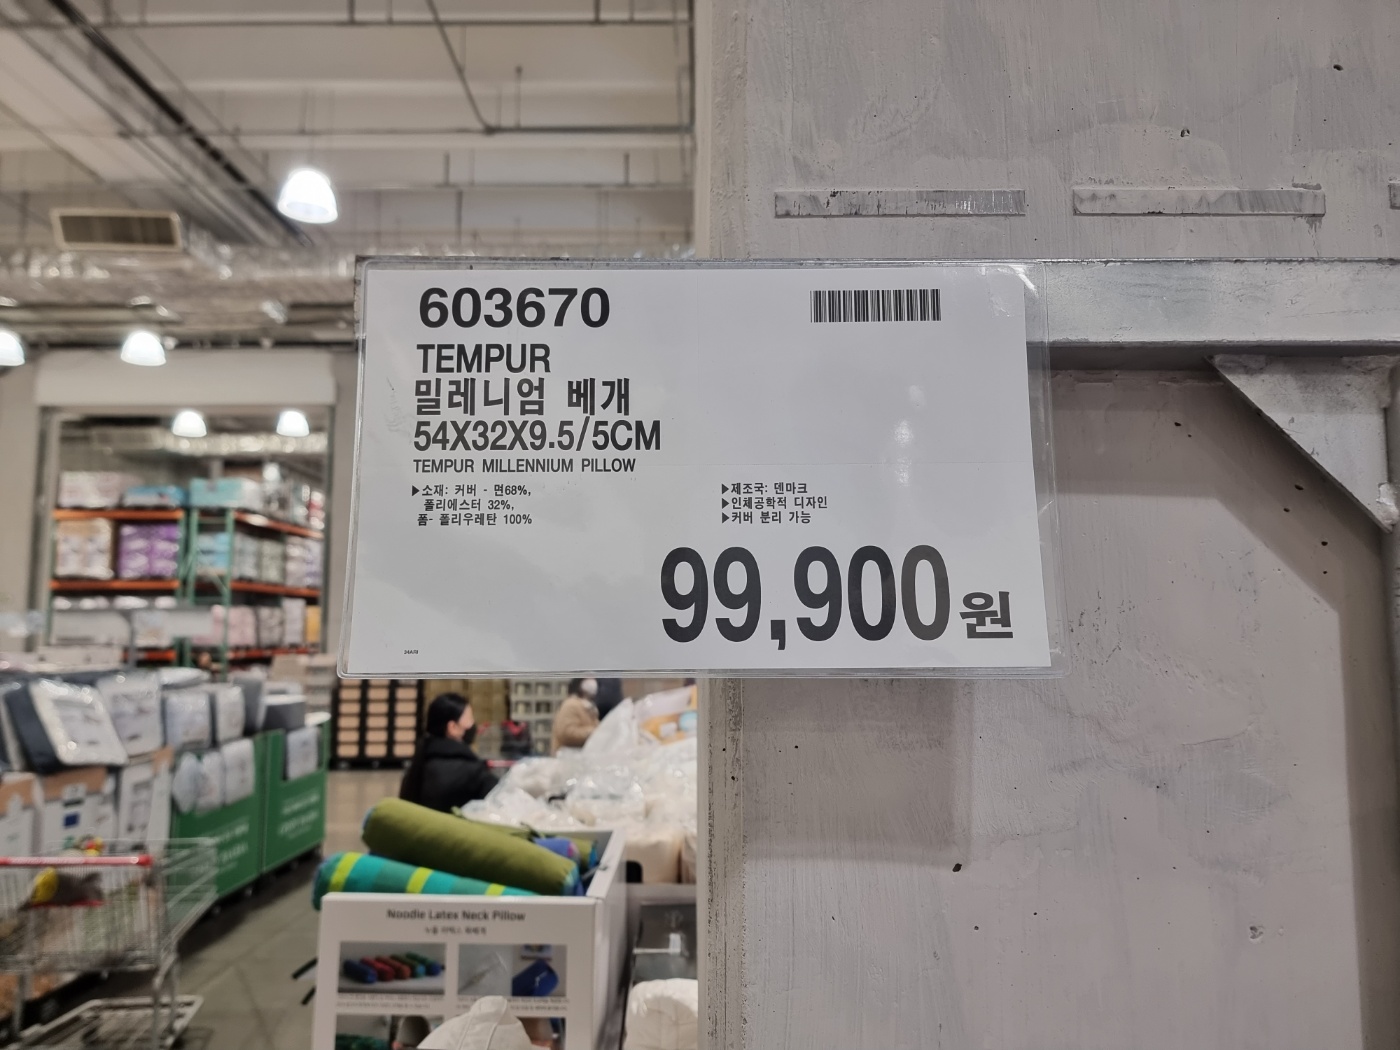 603670
TEMPUR
밀레니엄 베개
54X32X9.5/5CM
TEMPUR MILLENNIUM PILLOW
▶소재: 커버 - 면68%,
폴리에스터 32%,
폼- 폴리우레탄 100%
▶제조국: 덴마크
▶인체공학적 디자인
▶커버 분리 가능
99,900원
Noodle Latex Neck Pillow